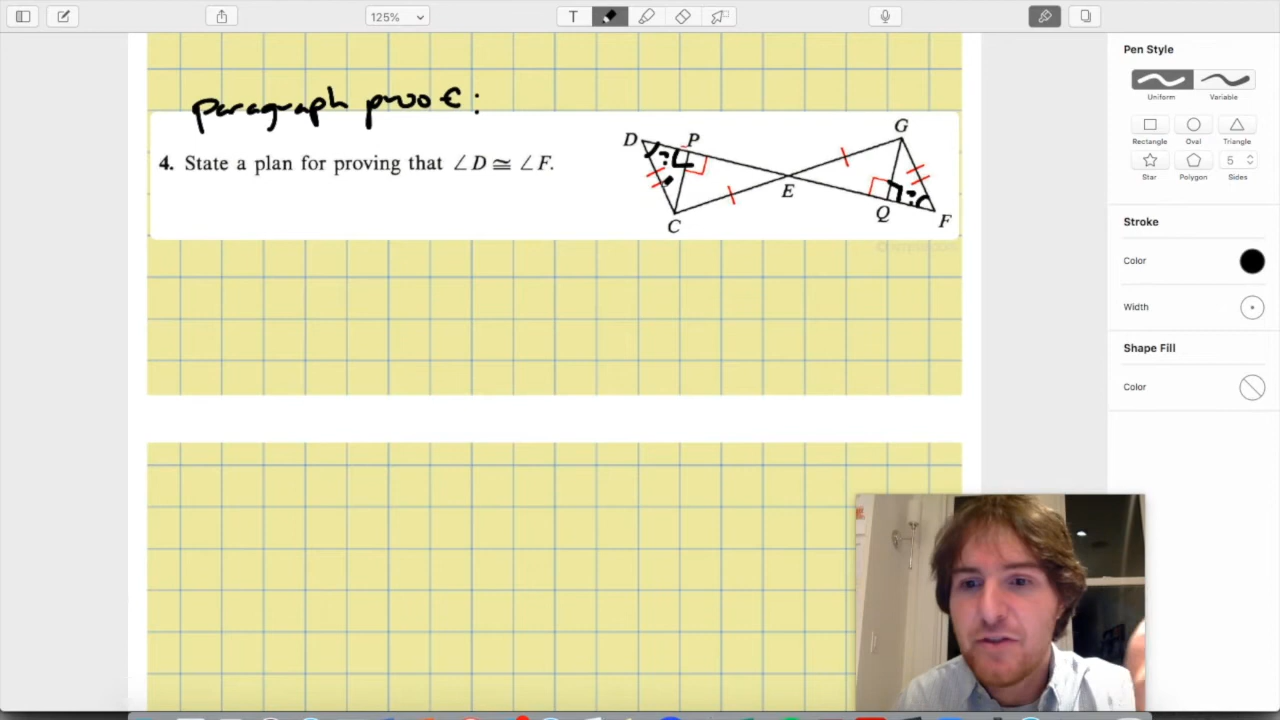 125%
T
Pen Style
Uniform
Variable
Rectangle
Oval
Triangle
Star
Polygon
5
Sides
Stroke
Color
Width
Shape Fill
Color
paragraph proof:
4. State a plan for proving that ∠D ≅ ∠F.
D
P
G
E
C
Q
F